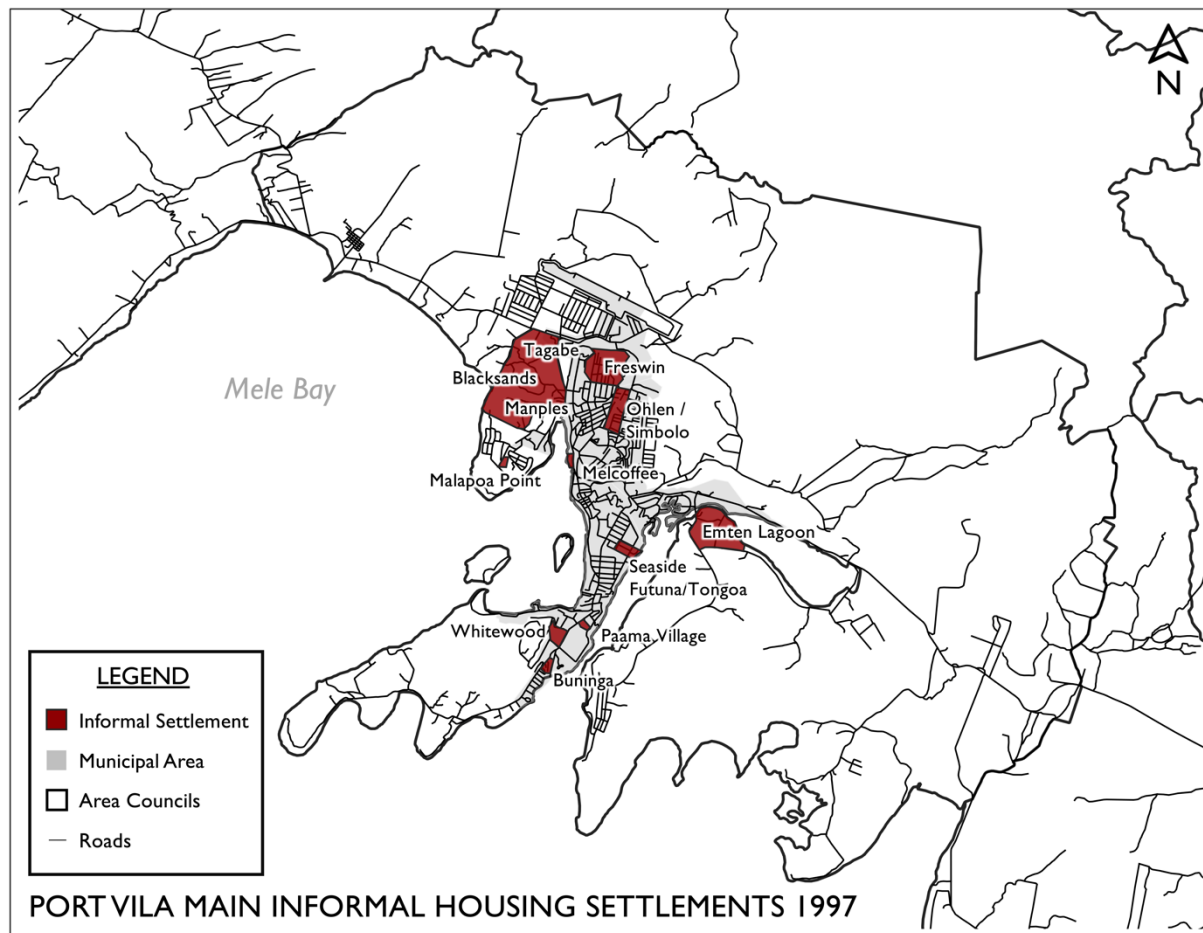 N
Tagabe
Freswin
Blacksands
Mele Bay
Manples
Ohlen /
Simbolo
Melcoffee
Malapoa Point
Emten Lagoon
Seaside
Futuna/Tongoa
Whitewood
Paama Village
Buninga
LEGEND
Informal Settlement
Municipal Area
Area Councils
Roads
PORT VILA MAIN INFORMAL HOUSING SETTLEMENTS 1997